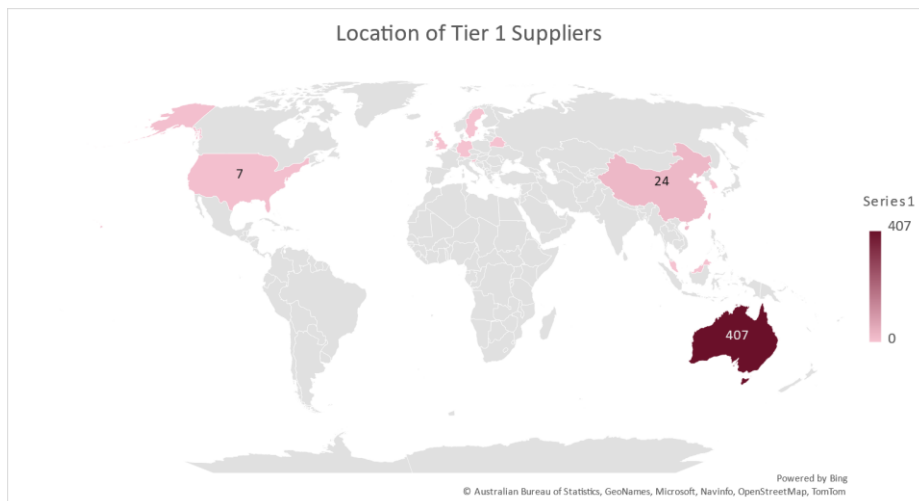 Location of Tier 1 Suppliers
7
24
Series1
407
407
0
Powered by Bing
© Australian Bureau of Statistics, GeoNames, Microsoft, Navinfo, OpenStreetMap, TomTom